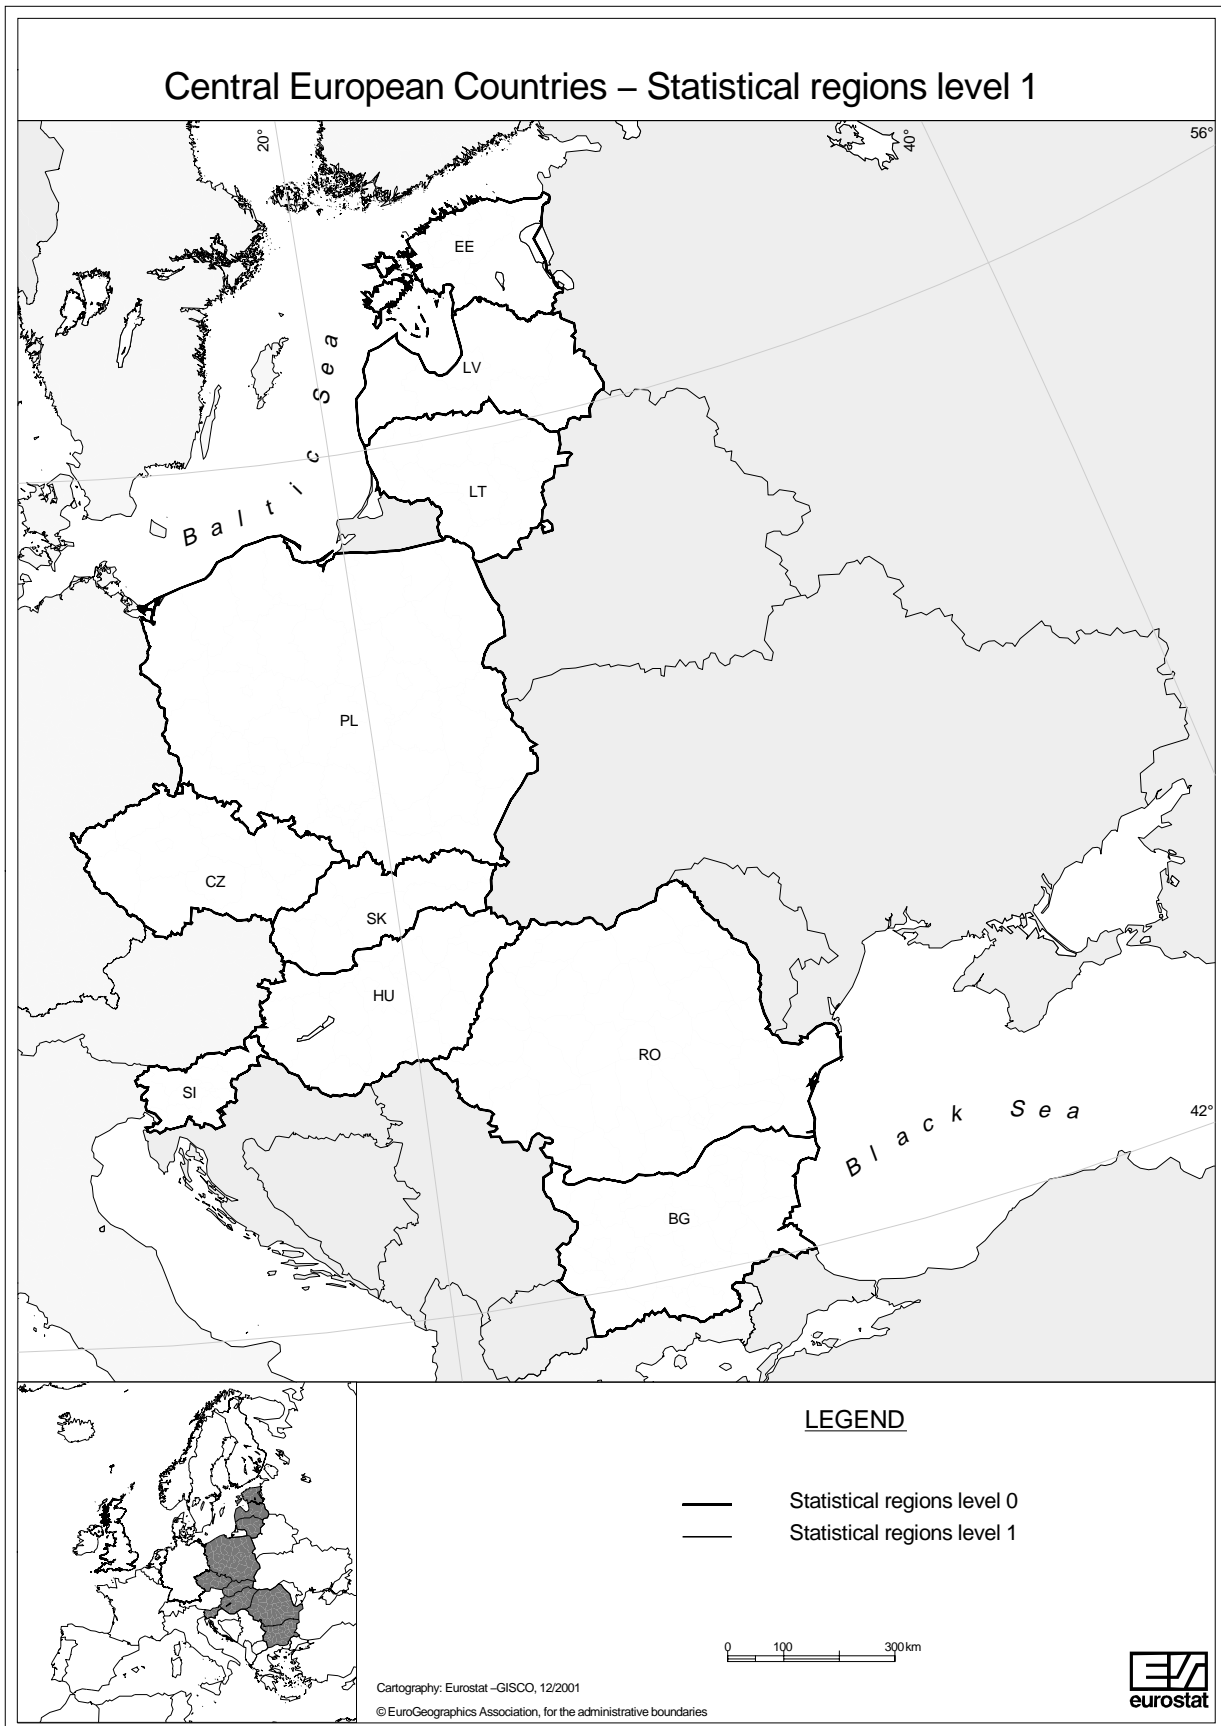 Central European Countries – Statistical regions level 1
20°
40°
56°
EE
LV
LT
Baltic Sea
PL
CZ
SK
HU
RO
SI
BG
Black Sea
42°
LEGEND
Statistical regions level 0
Statistical regions level 1
0 100 300 km
Cartography: Eurostat –GISCO, 12/2001
© EuroGeographics Association, for the administrative boundaries
eurostat